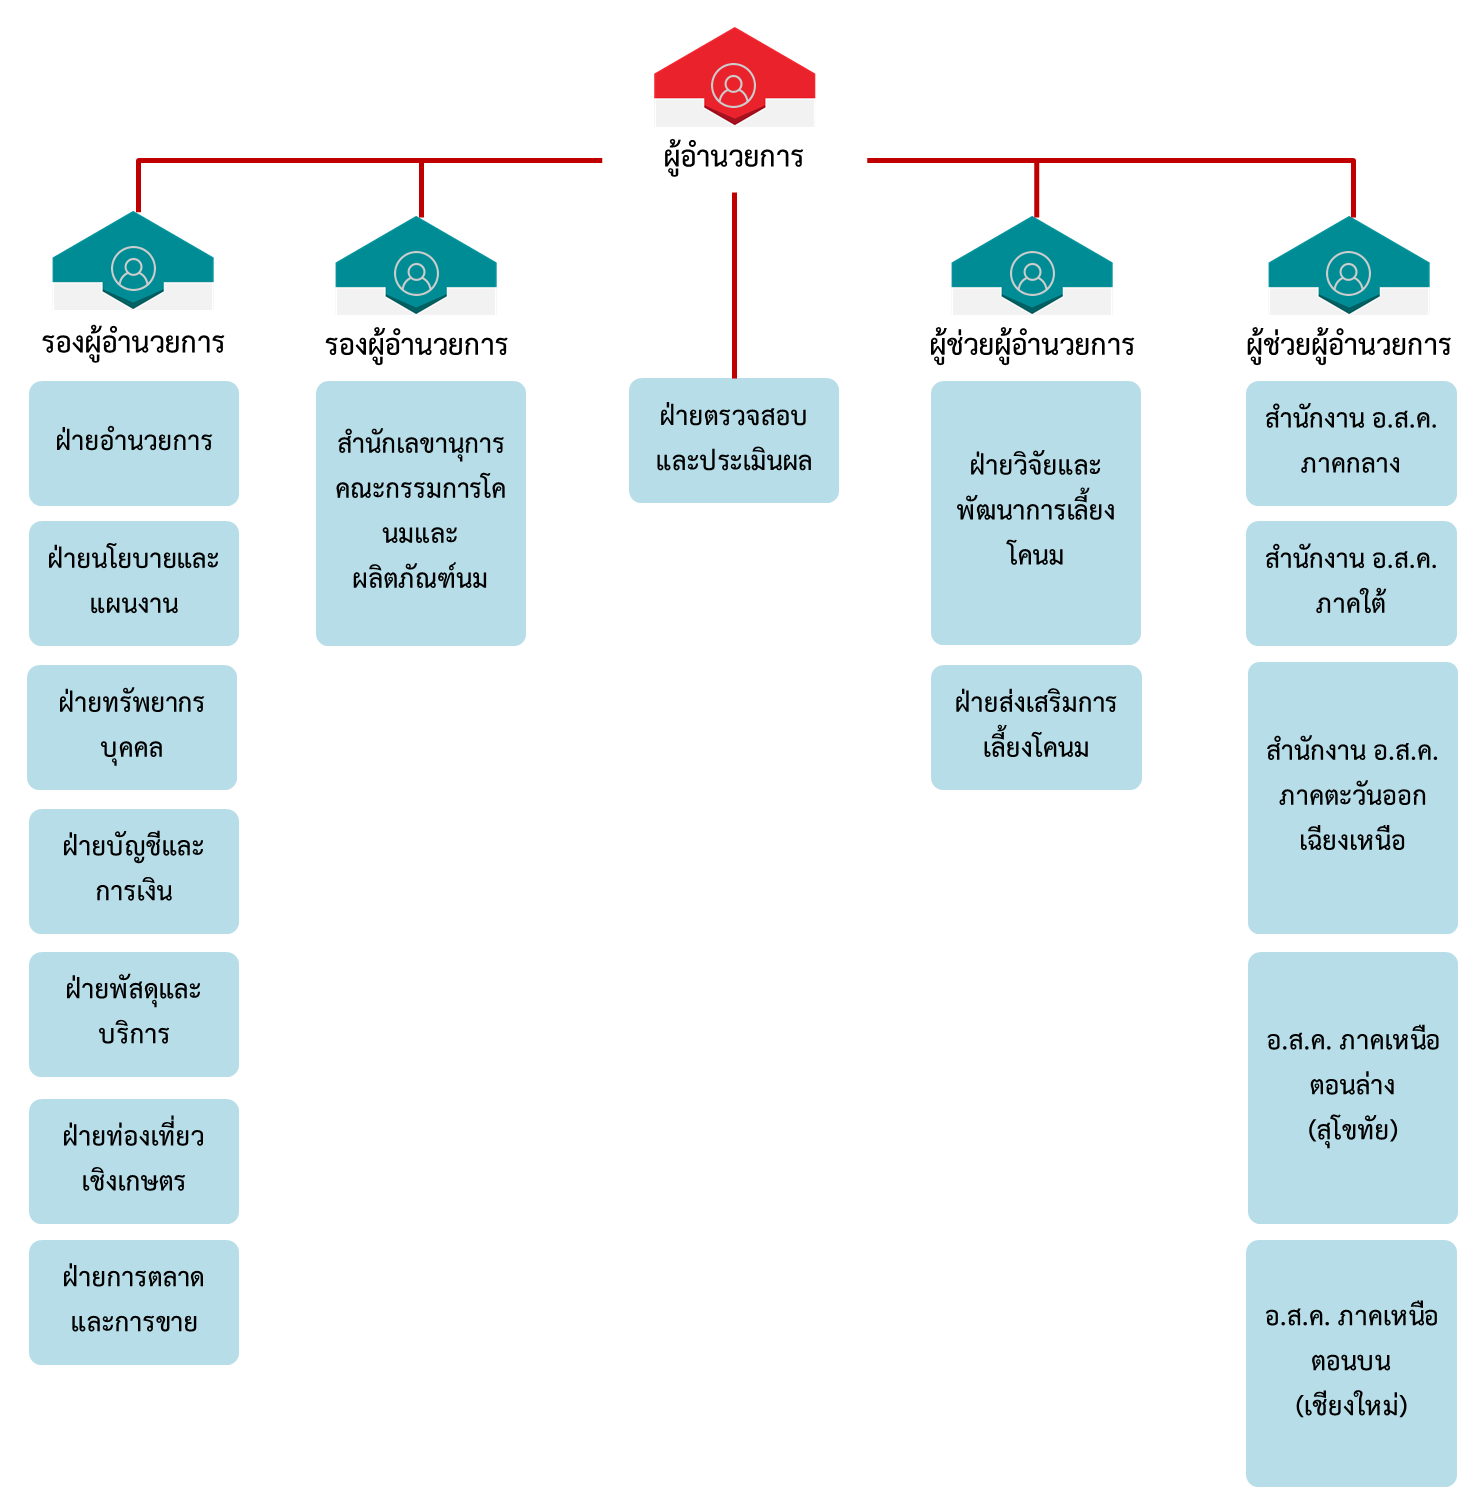 ผู้อำนวยการ
รองผู้อำนวยการ
ฝ่ายอำนวยการ
ฝ่ายนโยบายและ
แผนงาน
ฝ่ายทรัพยากร
บุคคล
ฝ่ายบัญชีและ
การเงิน
ฝ่ายพัสดุและ
บริการ
ฝ่ายท่องเที่ยว
เชิงเกษตร
ฝ่ายการตลาด
และการขาย
รองผู้อำนวยการ
สำนักเลขานุการ
คณะกรรมการโค
นมและ
ผลิตภัณฑ์นม
ฝ่ายตรวจสอบ
และประเมินผล
ผู้ช่วยผู้อำนวยการ
ฝ่ายวิจัยและ
พัฒนาการเลี้ยง
โคนม
ฝ่ายส่งเสริมการ
เลี้ยงโคนม
ผู้ช่วยผู้อำนวยการ
สำนักงาน อ.ส.ค.
ภาคกลาง
สำนักงาน อ.ส.ค.
ภาคใต้
สำนักงาน อ.ส.ค.
ภาคตะวันออก
เฉียงเหนือ
อ.ส.ค. ภาคเหนือ
ตอนล่าง
(สุโขทัย)
อ.ส.ค. ภาคเหนือ
ตอนบน
(เชียงใหม่)